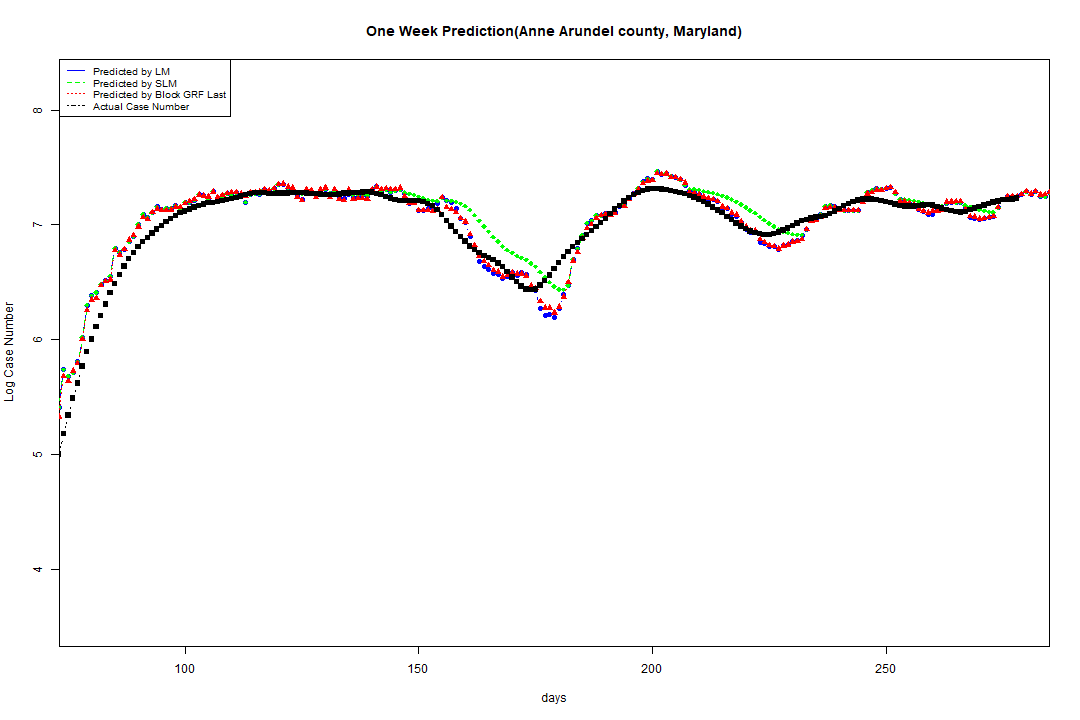 One Week Prediction(Anne Arundel county, Maryland)
Predicted by LM
Predicted by SLM
Predicted by Block GRF Last
Actual Case Number
8
7
6
5
4
Log Case Number
100
150
200
250
days